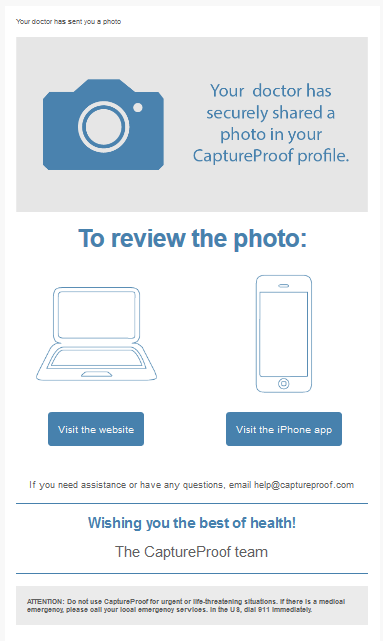 Your doctor has sent you a photo
Your doctor has
securely shared a
photo in your
CaptureProof profile.
To review the photo:
Visit the website
Visit the iPhone app
If you need assistance or have any questions, email help@captureproof.com
Wishing you the best of health!
The CaptureProof team
ATTENTION: Do not use CaptureProof for urgent or life-threatening situations. If there is a medical
emergency, please call your local emergency services. In the US, dial 911 immediately.